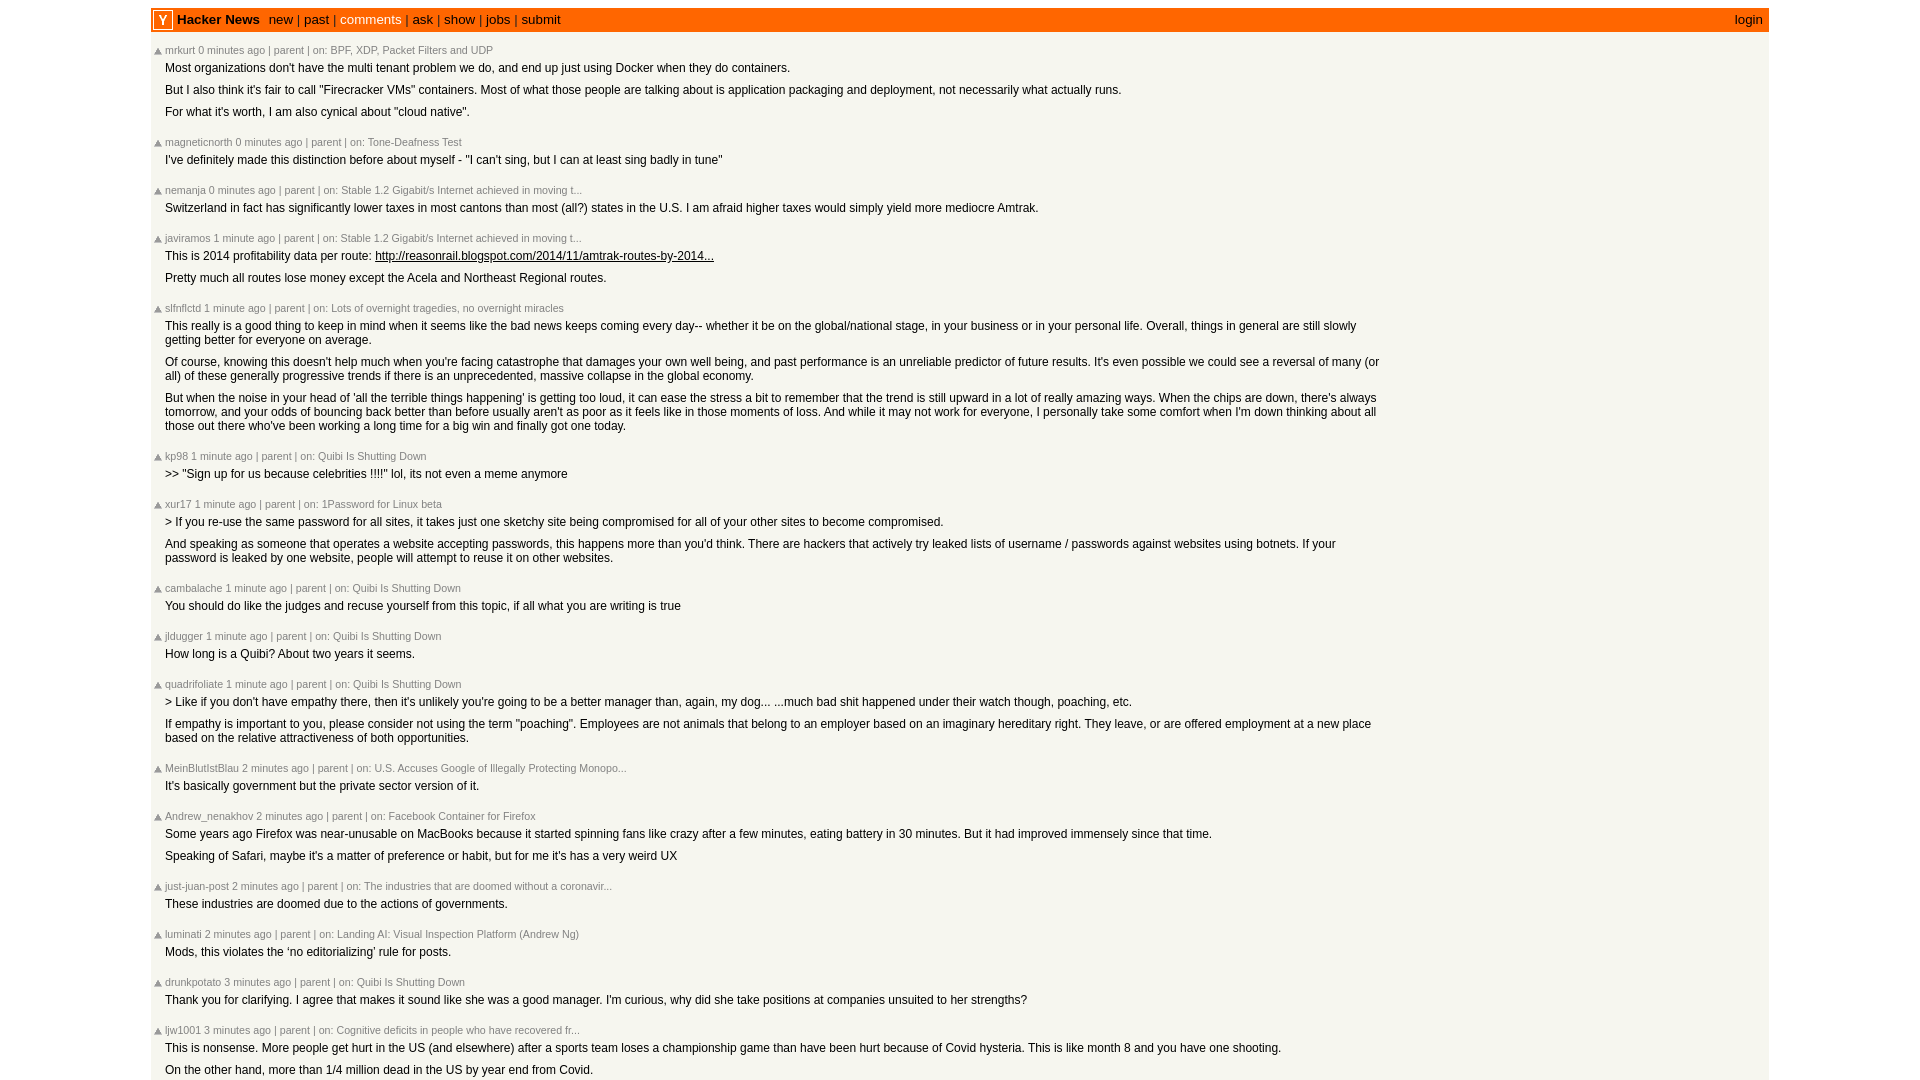 Y Hacker News new | past | comments | ask | show | jobs | submit login
mrkurt 0 minutes ago | parent | on: BPF, XDP, Packet Filters and UDP
Most organizations don't have the multi tenant problem we do, and end up just using Docker when they do containers.
But I also think it's fair to call "Firecracker VMs" containers. Most of what those people are talking about is application packaging and deployment, not necessarily what actually runs.
For what it's worth, I am also cynical about "cloud native".
magneticnorth 0 minutes ago | parent | on: Tone-Deafness Test
I've definitely made this distinction before about myself - "I can't sing, but I can at least sing badly in tune"
nemanja 0 minutes ago | parent | on: Stable 1.2 Gigabit/s Internet achieved in moving t...
Switzerland in fact has significantly lower taxes in most cantons than most (all?) states in the U.S. I am afraid higher taxes would simply yield more mediocre Amtrak.
javiramos 1 minute ago | parent | on: Stable 1.2 Gigabit/s Internet achieved in moving t...
This is 2014 profitability data per route: http://reasonrail.blogspot.com/2014/11/amtrak-routes-by-2014...
Pretty much all routes lose money except the Acela and Northeast Regional routes.
slfnflctd 1 minute ago | parent | on: Lots of overnight tragedies, no overnight miracles
This really is a good thing to keep in mind when it seems like the bad news keeps coming every day-- whether it be on the global/national stage, in your business or in your personal life. Overall, things in general are still slowly
getting better for everyone on average.
Of course, knowing this doesn't help much when you're facing catastrophe that damages your own well being, and past performance is an unreliable predictor of future results. It's even possible we could see a reversal of many (or
all) of these generally progressive trends if there is an unprecedented, massive collapse in the global economy.
But when the noise in your head of 'all the terrible things happening' is getting too loud, it can ease the stress a bit to remember that the trend is still upward in a lot of really amazing ways. When the chips are down, there's always
tomorrow, and your odds of bouncing back better than before usually aren't as poor as it feels like in those moments of loss. And while it may not work for everyone, I personally take some comfort when I'm down thinking about all
those out there who've been working a long time for a big win and finally got one today.
kp98 1 minute ago | parent | on: Quibi Is Shutting Down
>> "Sign up for us because celebrities !!!!" lol, its not even a meme anymore
xur17 1 minute ago | parent | on: 1Password for Linux beta
> If you re-use the same password for all sites, it takes just one sketchy site being compromised for all of your other sites to become compromised.
And speaking as someone that operates a website accepting passwords, this happens more than you'd think. There are hackers that actively try leaked lists of username / passwords against websites using botnets. If your
password is leaked by one website, people will attempt to reuse it on other websites.
cambalache 1 minute ago | parent | on: Quibi Is Shutting Down
You should do like the judges and recuse yourself from this topic, if all what you are writing is true
jldugger 1 minute ago | parent | on: Quibi Is Shutting Down
How long is a Quibi? About two years it seems.
quadrifoliate 1 minute ago | parent | on: Quibi Is Shutting Down
> Like if you don't have empathy there, then it's unlikely you're going to be a better manager than, again, my dog... ...much bad shit happened under their watch though, poaching, etc.
If empathy is important to you, please consider not using the term "poaching". Employees are not animals that belong to an employer based on an imaginary hereditary right. They leave, or are offered employment at a new place
based on the relative attractiveness of both opportunities.
MeinBlutIstBlau 2 minutes ago | parent | on: U.S. Accuses Google of Illegally Protecting Monopo...
It's basically government but the private sector version of it.
Andrew_nenakhov 2 minutes ago | parent | on: Facebook Container for Firefox
Some years ago Firefox was near-unusable on MacBooks because it started spinning fans like crazy after a few minutes, eating battery in 30 minutes. But it had improved immensely since that time.
Speaking of Safari, maybe it's a matter of preference or habit, but for me it's has a very weird UX
just-juan-post 2 minutes ago | parent | on: The industries that are doomed without a coronavir...
These industries are doomed due to the actions of governments.
luminati 2 minutes ago | parent | on: Landing AI: Visual Inspection Platform (Andrew Ng)
Mods, this violates the ‘no editorializing’ rule for posts.
drunkpotato 3 minutes ago | parent | on: Quibi Is Shutting Down
Thank you for clarifying. I agree that makes it sound like she was a good manager. I'm curious, why did she take positions at companies unsuited to her strengths?
ljw1001 3 minutes ago | parent | on: Cognitive deficits in people who have recovered fr...
This is nonsense. More people get hurt in the US (and elsewhere) after a sports team loses a championship game than have been hurt because of Covid hysteria. This is like month 8 and you have one shooting.
On the other hand, more than 1/4 million dead in the US by year end from Covid.